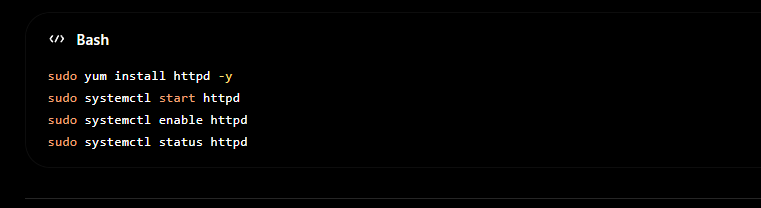 Bash
sudo yum install httpd -y
sudo systemctl start httpd
sudo systemctl enable httpd
sudo systemctl status httpd